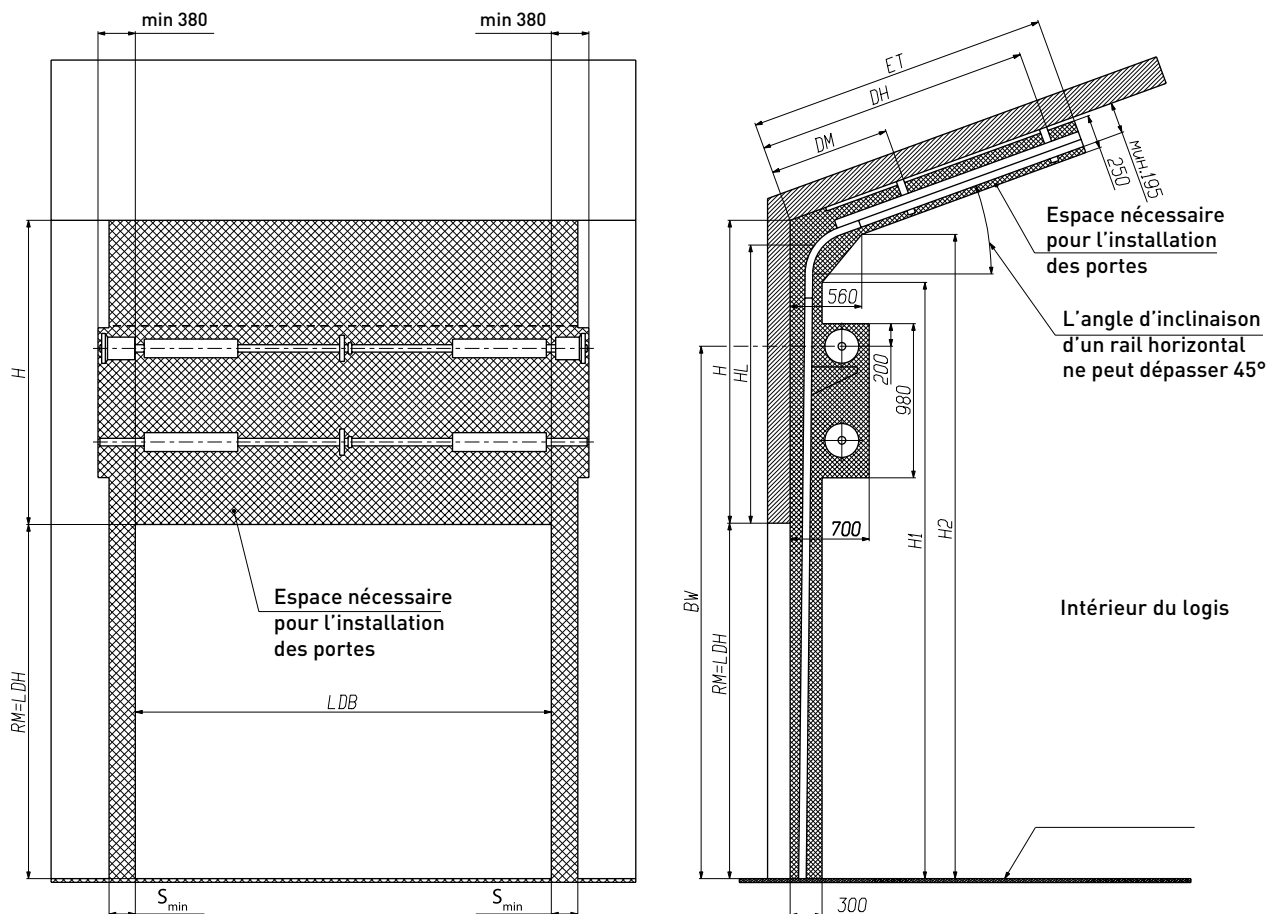 min 380
min 380
H
RM=LDH
LDB
Espace nécessaire
pour l'installation
des portes
S min
S min
ET
DH
DM
250
мин.195
Espace nécessaire
pour l'installation
des portes
L'angle d'inclinaison
d'un rail horizontal
ne peut dépasser 45°
560
200
980
H
HL
700
H1
H2
BW
RM=LDH
Intérieur du logis
300